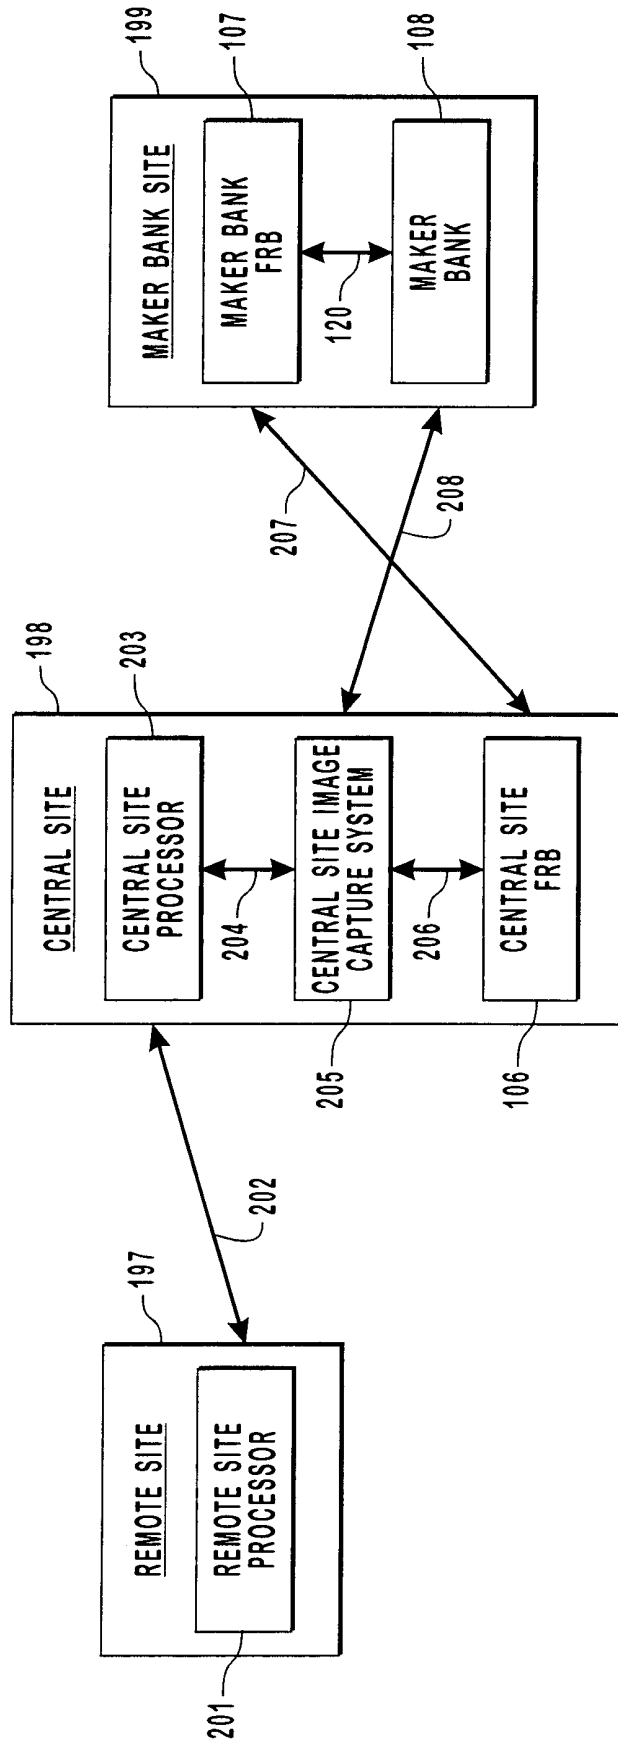 REMOTE SITE
REMOTE SITE
PROCESSOR
201
197
202
CENTRAL SITE
198
CENTRAL SITE
PROCESSOR
203
204
CENTRAL SITE IMAGE
CAPTURE SYSTEM
205
206
CENTRAL SITE
FRB
106
207
208
MAKER BANK SITE
199
MAKER BANK
FRB
107
120
MAKER
BANK
108